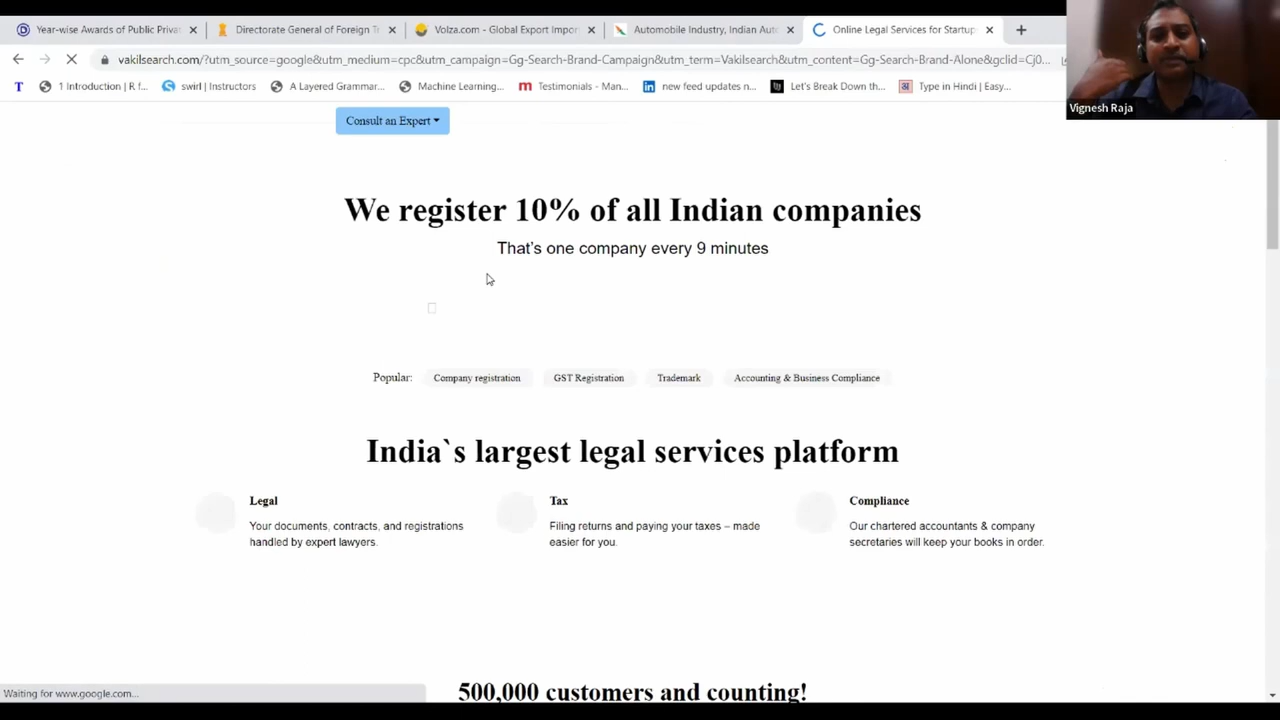 Year-wise Awards of Public Priva
Directorate General of Foreign T
Volza.com - Global Export Impor
Automobile Industry, Indian Aut
Online Legal Services for Startup
vakilsearch.com/?utm_source=google&utm_medium=cpc&utm_campaign=Gg-Search-Brand-Campaign&utm_term=Vakilsearch&utm_content=Gg-Search-Brand-Alone&gclid=Cj0...
T
1 Introduction | R f...
swirl | Instructors
A Layered Grammar...
Machine Learning...
Testimonials - Man...
new feed updates n...
Let's Break Down th...
Type in Hindi | Easy...
Vignesh Raja
Consult an Expert
We register 10% of all Indian companies
That's one company every 9 minutes
Popular: Company registration GST Registration Trademark Accounting & Business Compliance
India`s largest legal services platform
Legal
Your documents, contracts, and registrations
handled by expert lawyers.
Tax
Filing returns and paying your taxes – made
easier for you.
Compliance
Our chartered accountants & company
secretaries will keep your books in order.
500,000 customers and counting!
Waiting for www.google.com...